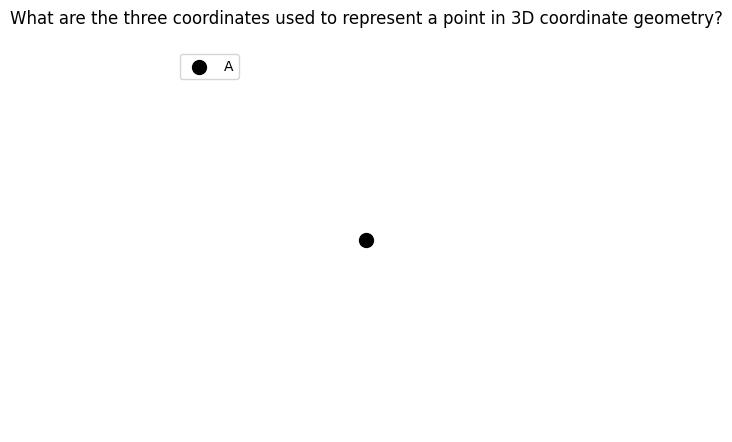 What are the three coordinates used to represent a point in 3D coordinate geometry?
A